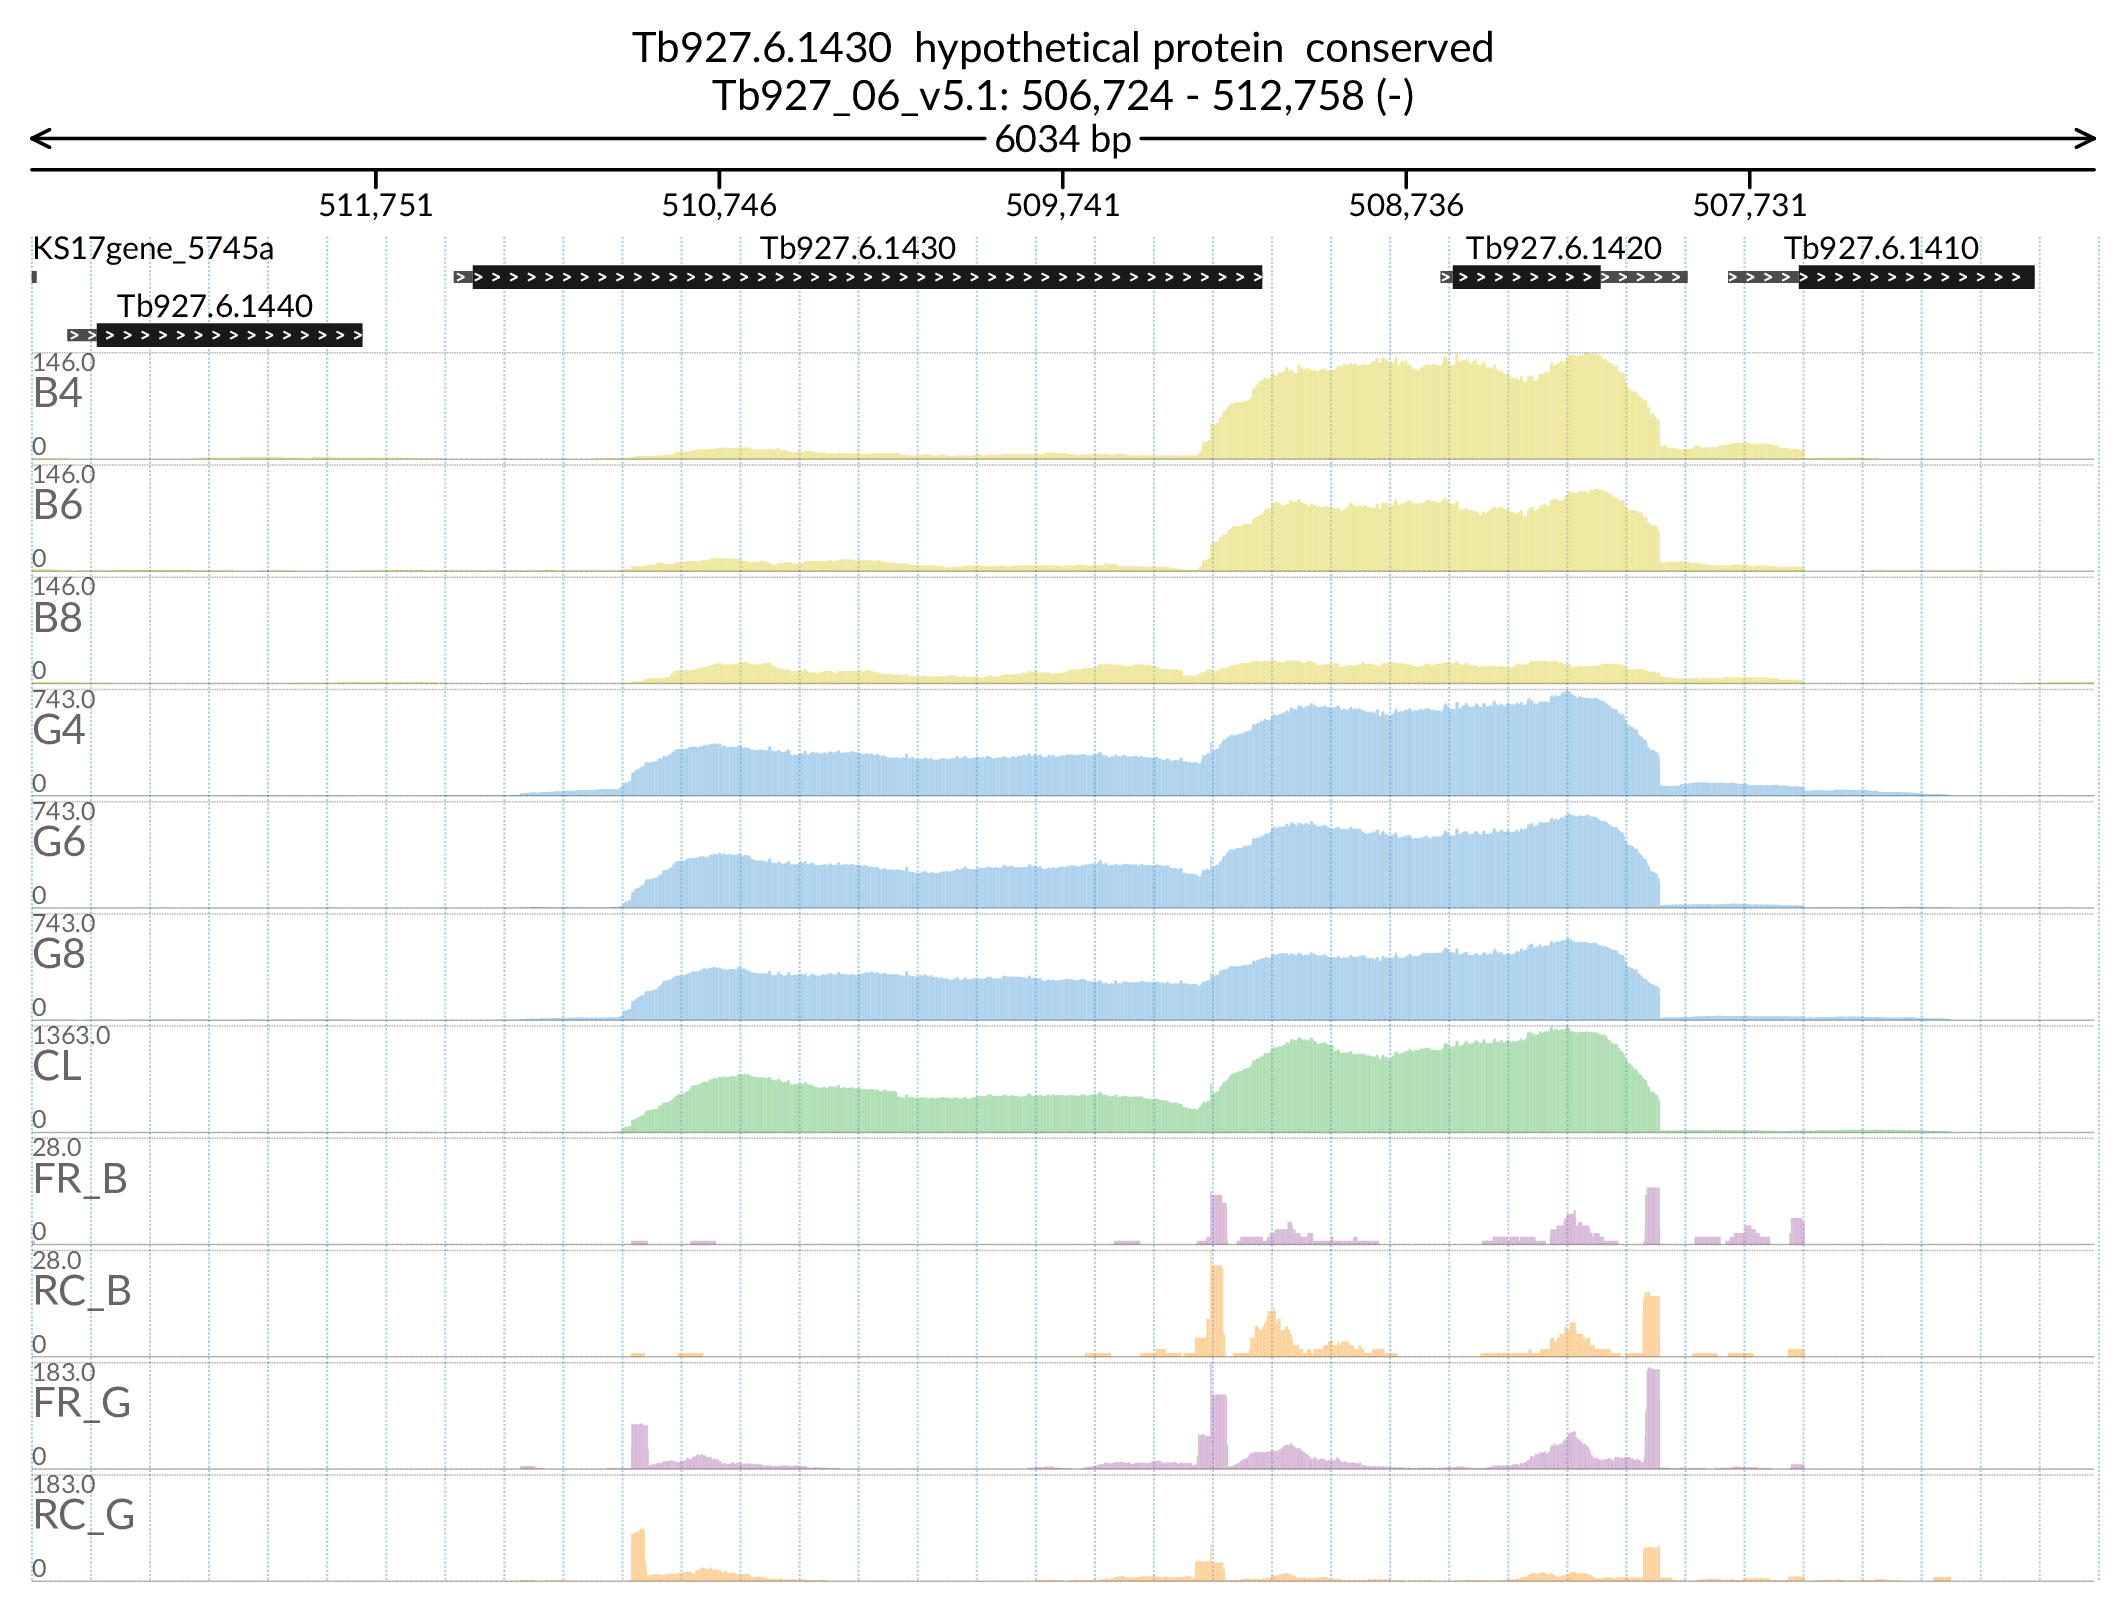 Tb927.6.1430  hypothetical protein  conserved
Tb927_06_v5.1: 506,724 - 512,758 (-)
6034 bp
511,751 510,746 509,741 508,736 507,731
KS17gene_5745a Tb927.6.1430 Tb927.6.1420 Tb927.6.1410
Tb927.6.1440
146.0
B4
0
146.0
B6
0
146.0
B8
0
743.0
G4
0
743.0
G6
0
743.0
G8
0
1363.0
CL
0
28.0
FR_B
0
28.0
RC_B
0
183.0
FR_G
0
183.0
RC_G
0